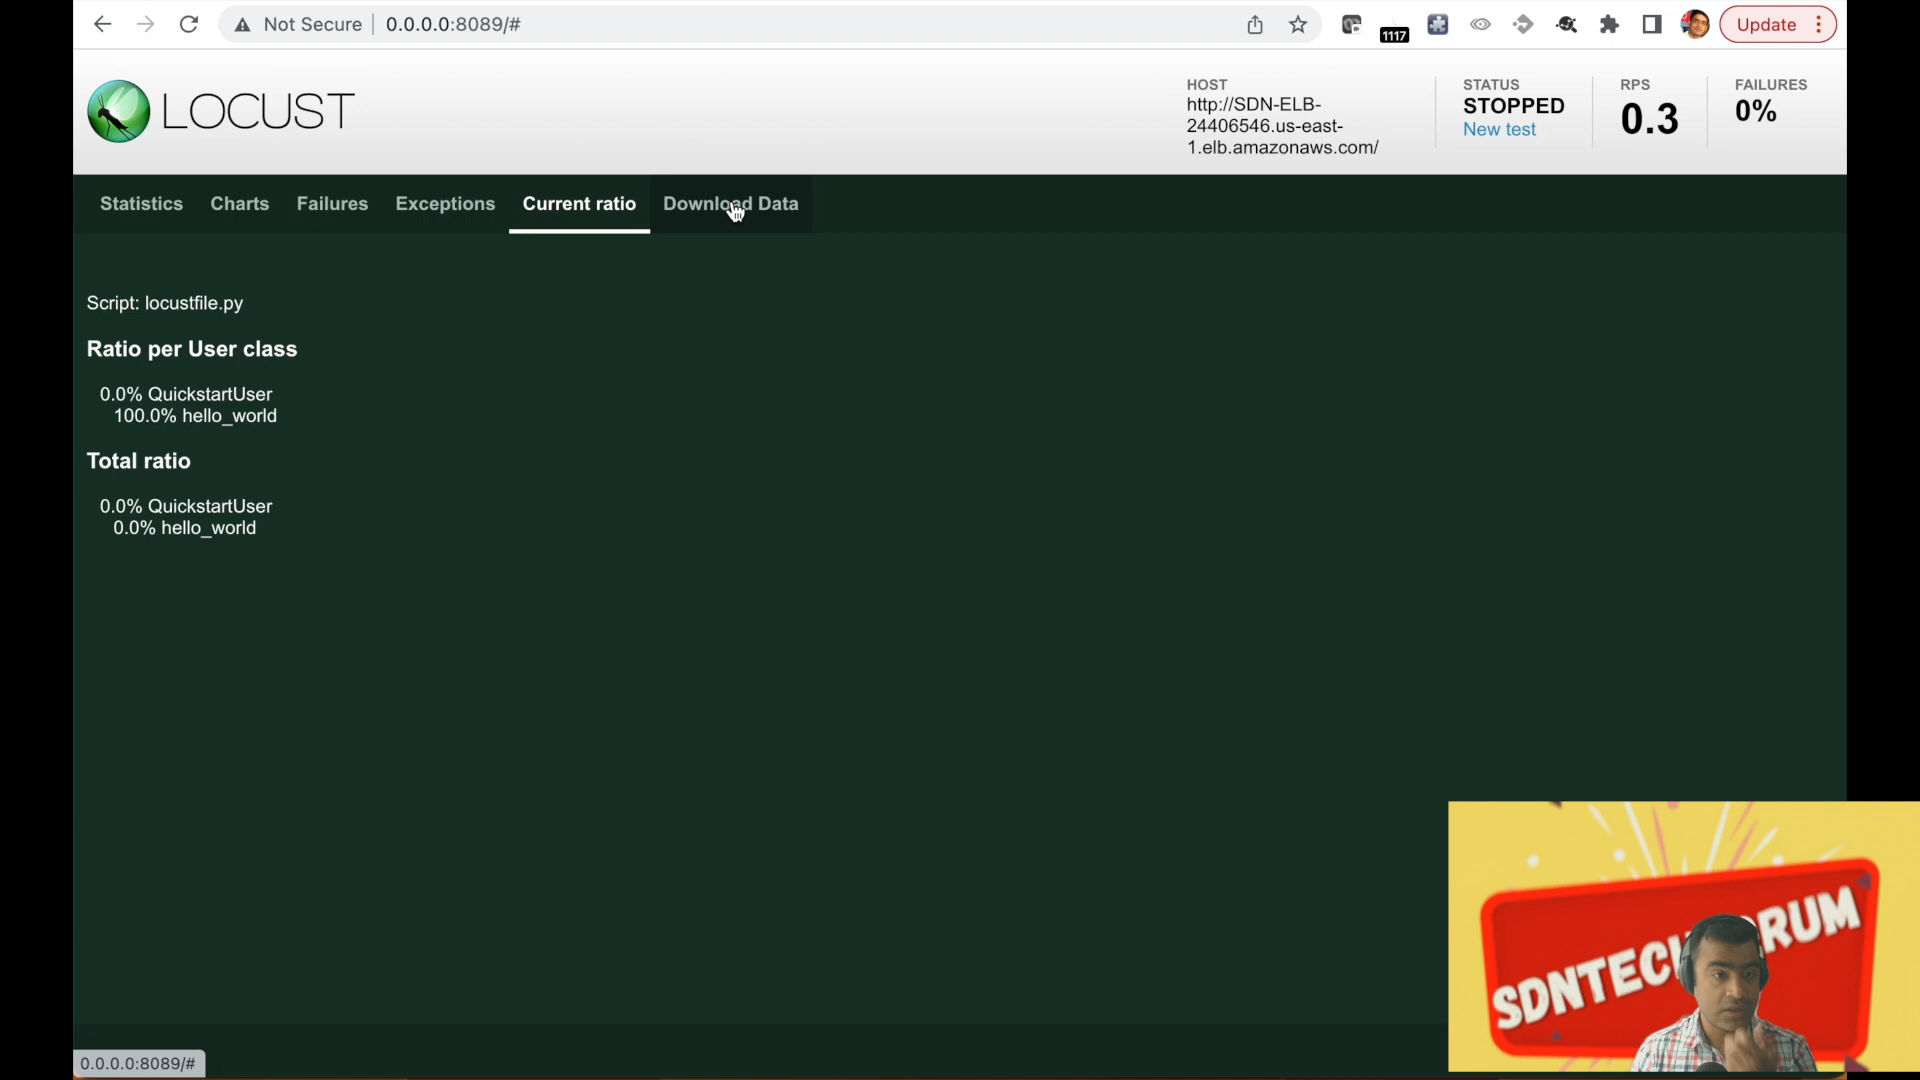 Not Secure
0.0.0.0:8089/#
1117
Update
LOCUST
HOST
http://SDN-ELB-
24406546.us-east-
1.elb.amazonaws.com/
STATUS
STOPPED
New test
RPS
0.3
FAILURES
0%
Statistics
Charts
Failures
Exceptions
Current ratio
Download Data
Script: locustfile.py
Ratio per User class
0.0% QuickstartUser
100.0% hello_world
Total ratio
0.0% QuickstartUser
0.0% hello_world
0.0.0.0:8089/#